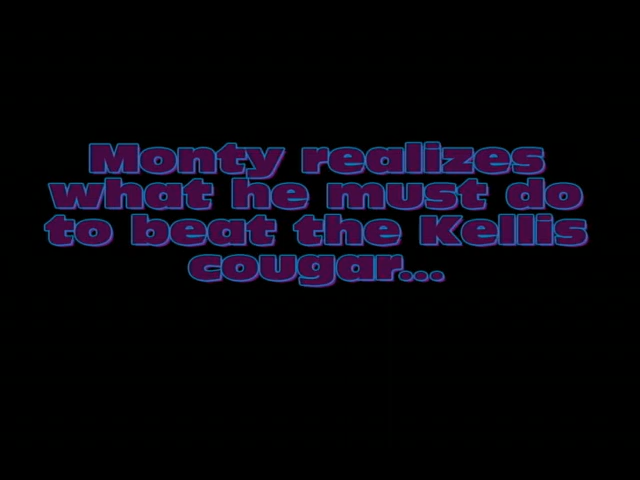 Monty realizes
what he must do
to beat the Kellis
cougar...